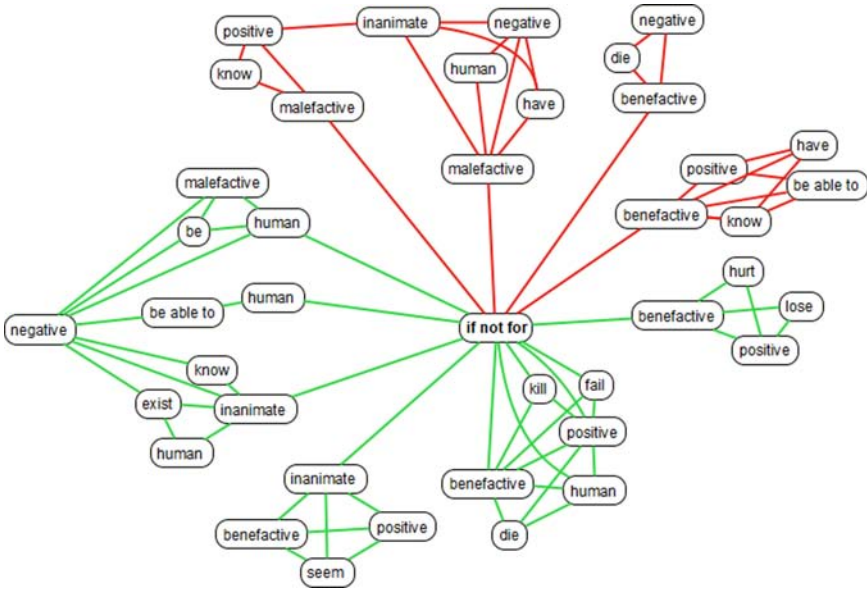 positive
inanimate
negative
know
human
malefactive
have
malefactive
negative
die
benefactive
have
positive
be able to
benefactive
know
malefactive
be
human
be able to
human
negative
know
exist
inanimate
human
if not for
hurt
benefactive
lose
positive
kill
fail
positive
benefactive
human
die
inanimate
benefactive
positive
seem